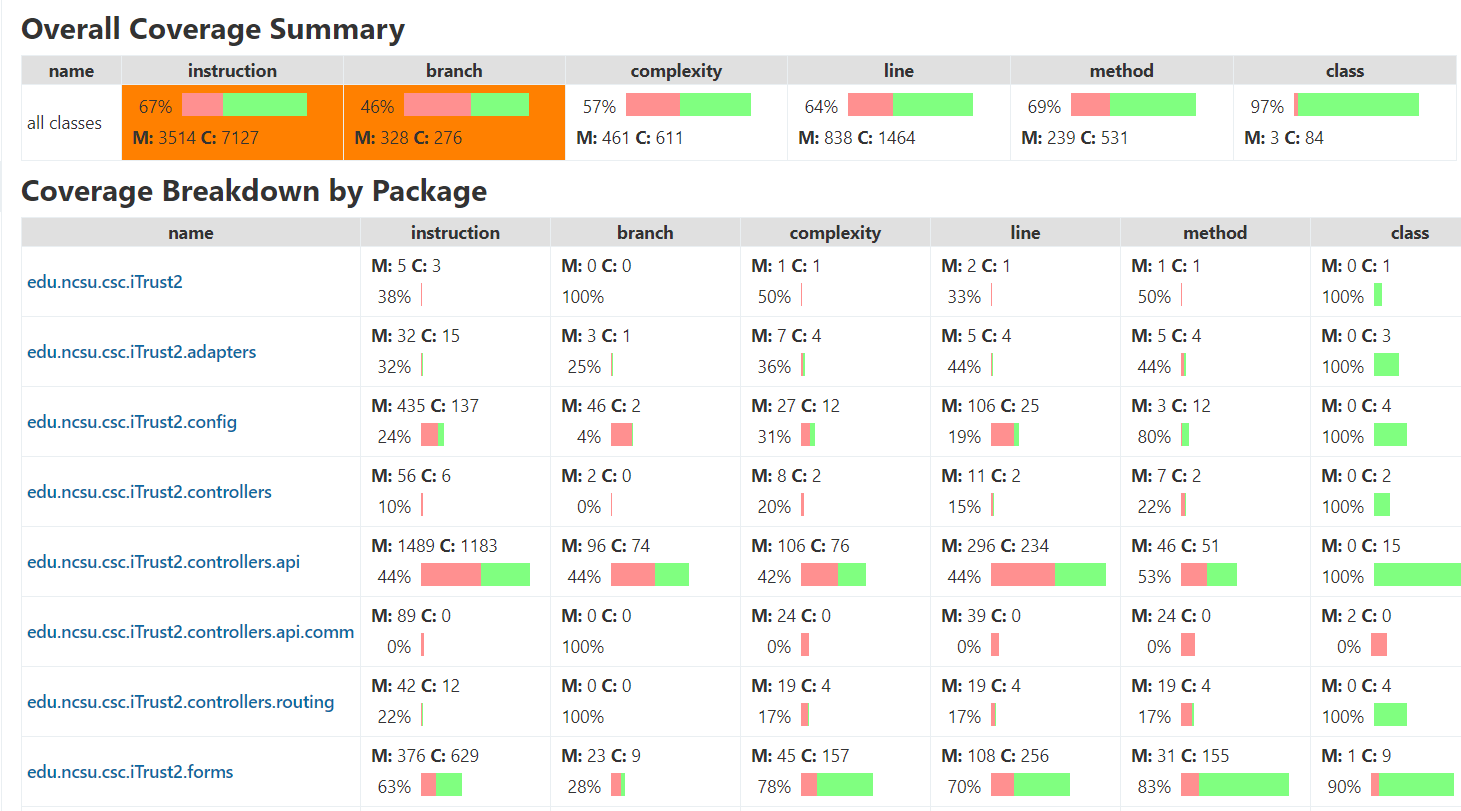 Overall Coverage Summary
name instruction branch complexity line method class
all classes 67% 46% 57% 64% 69% 97%
M: 3514 C: 7127 M: 328 C: 276 M: 461 C: 611 M: 838 C: 1464 M: 239 C: 531 M: 3 C: 84
Coverage Breakdown by Package
name instruction branch complexity line method class
edu.ncsu.csc.iTrust2 M: 5 C: 3 M: 0 C: 0 M: 1 C: 1 M: 2 C: 1 M: 1 C: 1 M: 0 C: 1
38% 100% 50% 33% 50% 100%
edu.ncsu.csc.iTrust2.adapters M: 32 C: 15 M: 3 C: 1 M: 7 C: 4 M: 5 C: 4 M: 5 C: 4 M: 0 C: 3
32% 25% 36% 44% 44% 100%
edu.ncsu.csc.iTrust2.config M: 435 C: 137 M: 46 C: 2 M: 27 C: 12 M: 106 C: 25 M: 3 C: 12 M: 0 C: 4
24% 4% 31% 19% 80% 100%
edu.ncsu.csc.iTrust2.controllers M: 56 C: 6 M: 2 C: 0 M: 8 C: 2 M: 11 C: 2 M: 7 C: 2 M: 0 C: 2
10% 0% 20% 15% 22% 100%
edu.ncsu.csc.iTrust2.controllers.api M: 1489 C: 1183 M: 96 C: 74 M: 106 C: 76 M: 296 C: 234 M: 46 C: 51 M: 0 C: 15
44% 44% 42% 44% 53% 100%
edu.ncsu.csc.iTrust2.controllers.api.comm M: 89 C: 0 M: 0 C: 0 M: 24 C: 0 M: 39 C: 0 M: 24 C: 0 M: 2 C: 0
0% 100% 0% 0% 0% 0%
edu.ncsu.csc.iTrust2.controllers.routing M: 42 C: 12 M: 0 C: 0 M: 19 C: 4 M: 19 C: 4 M: 19 C: 4 M: 0 C: 4
22% 100% 17% 17% 17% 100%
edu.ncsu.csc.iTrust2.forms M: 376 C: 629 M: 23 C: 9 M: 45 C: 157 M: 108 C: 256 M: 31 C: 155 M: 1 C: 9
63% 28% 78% 70% 83% 90%